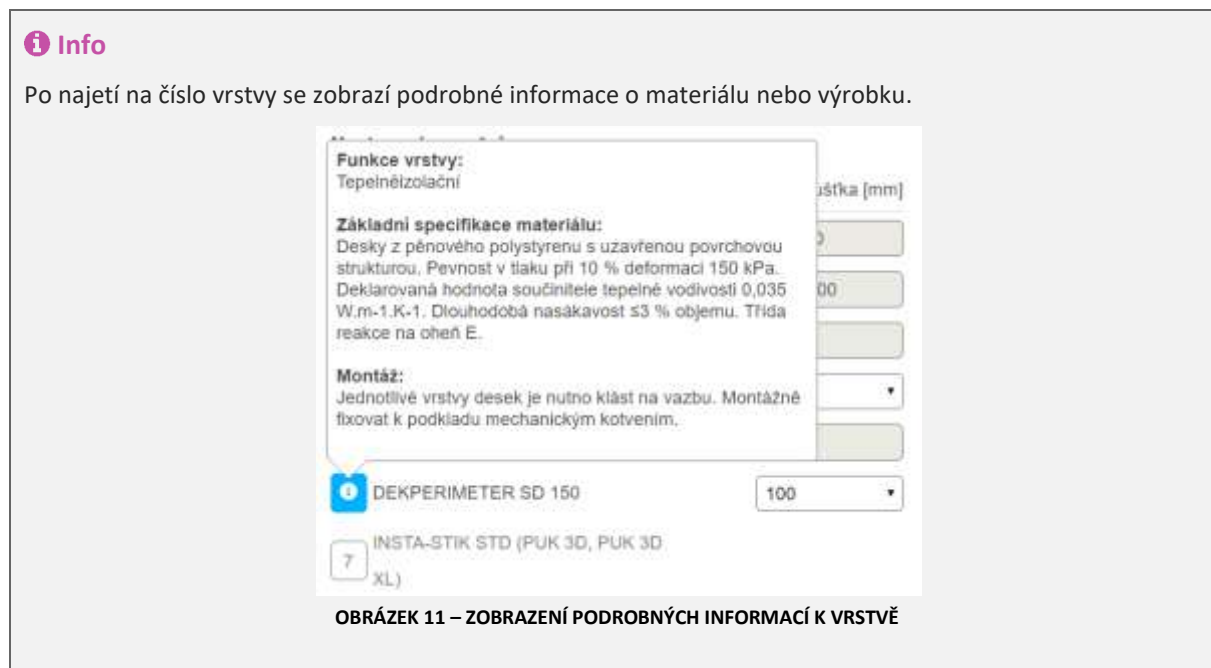 Info
Po najetí na číslo vrstvy se zobrazí podrobné informace o materiálu nebo výrobku.
Funkce vrstvy:
Tepelněizolační
ušťka [mm]
Základní specifikace materiálu:
Desky z pěnového polystyrenu s uzavřenou povrchovou
strukturou. Pevnost v tlaku při 10 % deformaci 150 kPa.
Deklarovaná hodnota součinitele tepelné vodivosti 0,035
00
W.m-1.K-1. Dlouhodobá nasákavost ≤3 % objemu. Třída
reakce na oheň E.
Montáž:
Jednotlivé vrstvy desek je nutno klást na vazbu. Montážně
fixovat k podkladu mechanickým kotvením.
DEKPERIMETER SD 150
100
7
INSTA-STIK STD (PUK 3D, PUK 3D
XL)
OBRÁZEK 11 – ZOBRAZENÍ PODROBNÝCH INFORMACÍ K VRSTVĚ